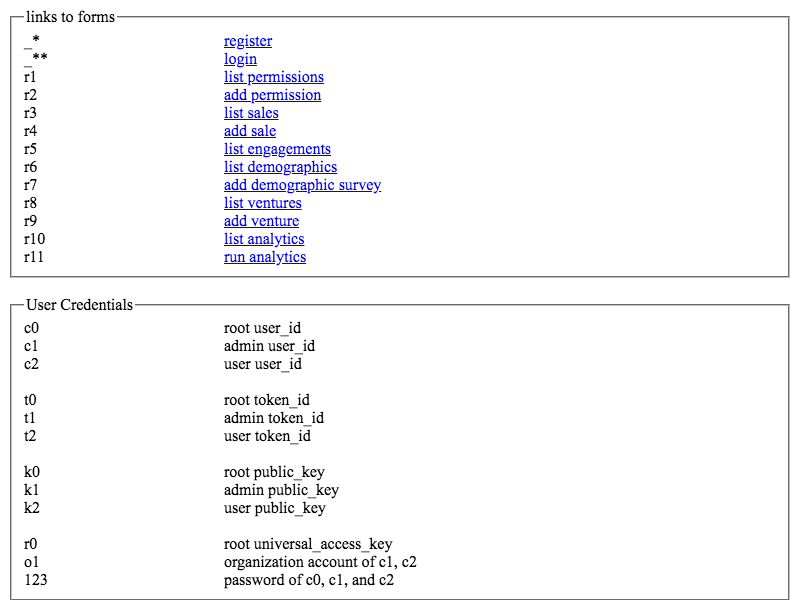 links to forms
_* register
_** login
r1 list permissions
r2 add permission
r3 list sales
r4 add sale
r5 list engagements
r6 list demographics
r7 add demographic survey
r8 list ventures
r9 add venture
r10 list analytics
r11 run analytics
User Credentials
c0 root user_id
c1 admin user_id
c2 user user_id
t0 root token_id
t1 admin token_id
t2 user token_id
k0 root public_key
k1 admin public_key
k2 user public_key
r0 root universal_access_key
o1 organization account of c1, c2
123 password of c0, c1, and c2